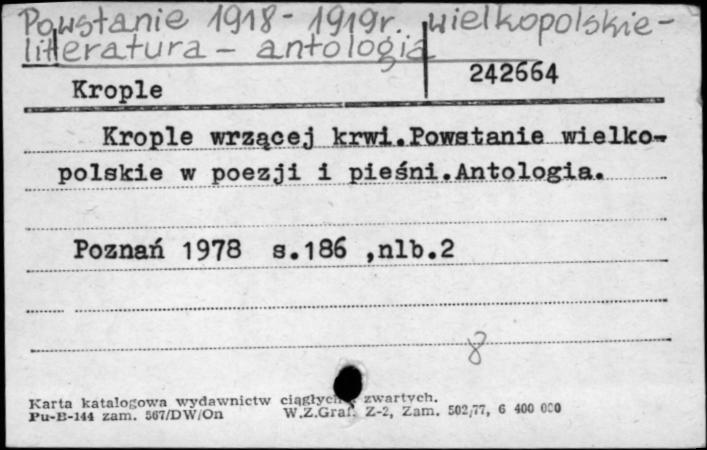 Powstanie 1918-1919r. wielkopolskie-
literatura - antologia
Krople 242664
Krople wrzącej krwi.Powstanie wielko-
polskie w poezji i pieśni.Antologia.
Poznań 1978 s.186 ,nlb.2
8
Karta katalogowa wydawnictw ciągłych zwartych.
Pu-B-144 zam. 567/DW/On W.Z.Graf. Z-2, Zam. 502/77, 6 400 000